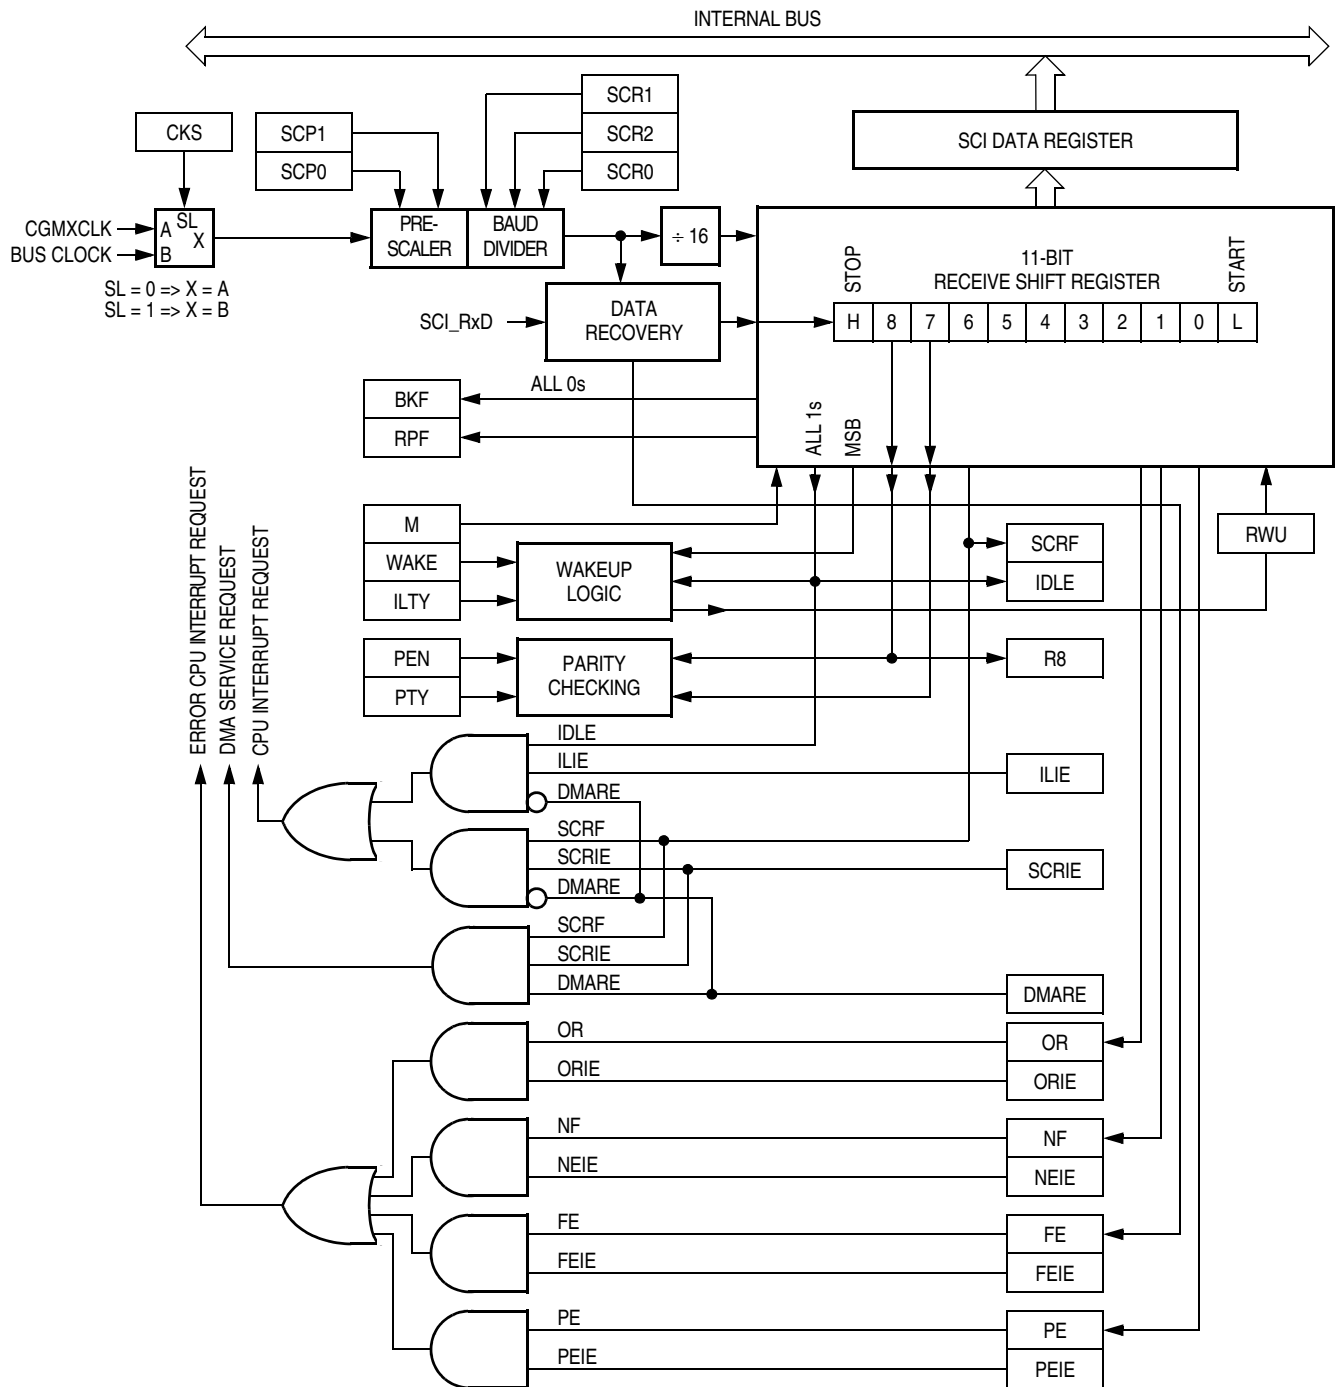 INTERNAL BUS
SCR1
SCR2
SCR0
CKS
SCP1
SCP0
SCI DATA REGISTER
CGMXCLK
BUS CLOCK
A
B
SL
X
SL = 0 => X = A
SL = 1 => X = B
PRE-
SCALER
BAUD
DIVIDER
÷ 16
STOP
11-BIT
RECEIVE SHIFT REGISTER
START
SCI_RxD
DATA
RECOVERY
H 8 7 6 5 4 3 2 1 0 L
ALL 0s
BKF
RPF
ALL 1s
MSB
ERROR CPU INTERRUPT REQUEST
DMA SERVICE REQUEST
CPU INTERRUPT REQUEST
M
WAKE
ILTY
WAKEUP
LOGIC
SCRF
IDLE
RWU
PEN
PTY
PARITY
CHECKING
R8
IDLE
ILIE
DMARE
ILIE
SCRF
SCRIE
DMARE
SCRIE
SCRF
SCRIE
DMARE
DMARE
OR
ORIE
OR
ORIE
NF
NEIE
NF
NEIE
FE
FEIE
FE
FEIE
PE
PEIE
PE
PEIE